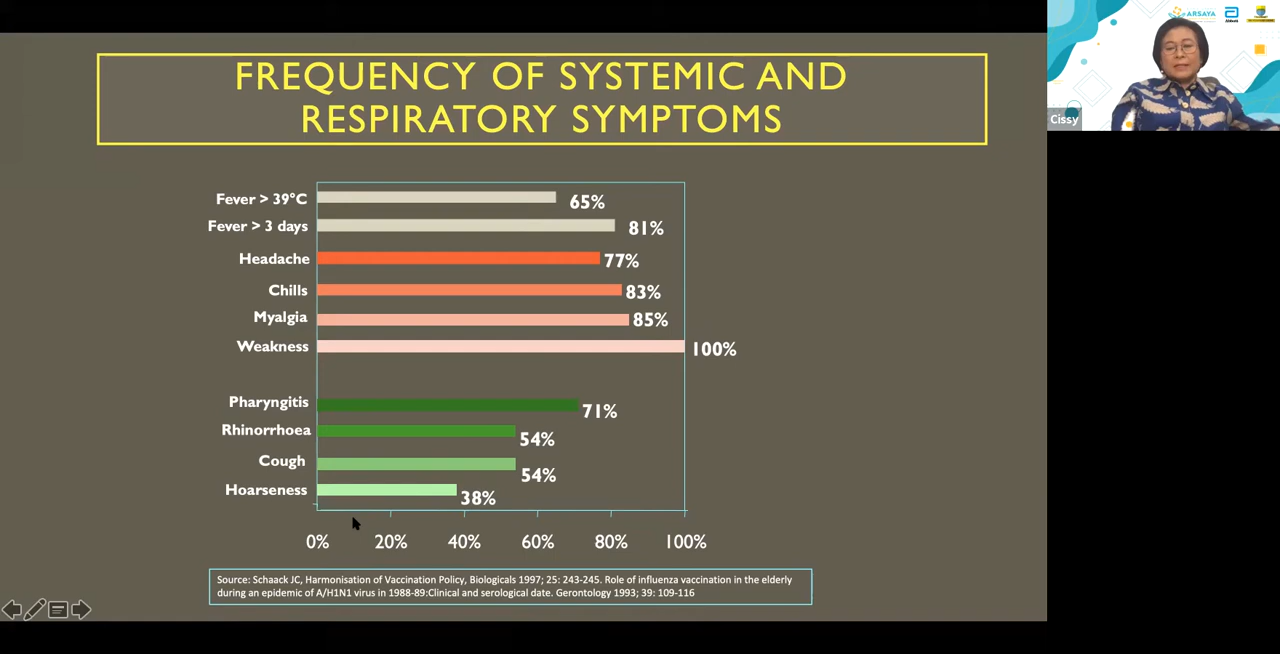 FREQUENCY OF SYSTEMIC AND
RESPIRATORY SYMPTOMS
Fever > 39°C
65%
Fever > 3 days
81%
Headache
77%
Chills
83%
Myalgia
85%
Weakness
100%
Pharyngitis
71%
Rhinorrhoea
54%
Cough
54%
Hoarseness
38%
0%
20%
40%
60%
80%
100%
Source: Schaack JC, Harmonisation of Vaccination Policy, Biologicals 1997; 25: 243-245. Role of influenza vaccination in the elderly
during an epidemic of A/H1N1 virus in 1988-89:Clinical and serological date. Gerontology 1993; 39: 109-116
ARSAYA
Abbott
Cissy